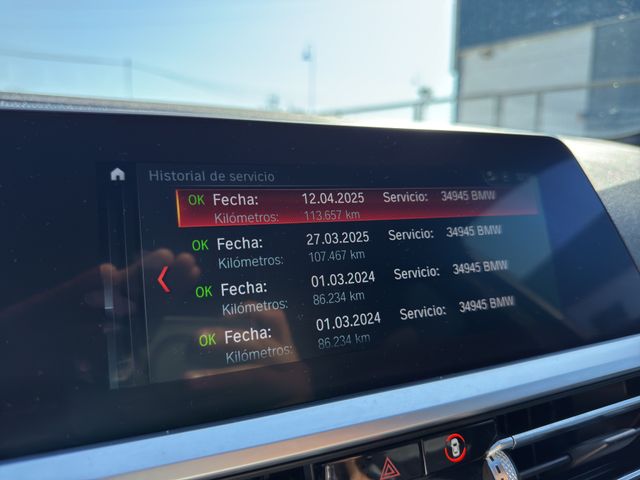 Historial de servicio
OK Fecha: 12.04.2025 Servicio: 34945 BMW
Kilómetros: 113.657 km
OK Fecha: 27.03.2025 Servicio: 34945 BMW
Kilómetros: 107.467 km
OK Fecha: 01.03.2024 Servicio: 34945 BMW
Kilómetros: 86.234 km
OK Fecha: 01.03.2024 Servicio: 34945 BMW
Kilómetros: 86.234 km